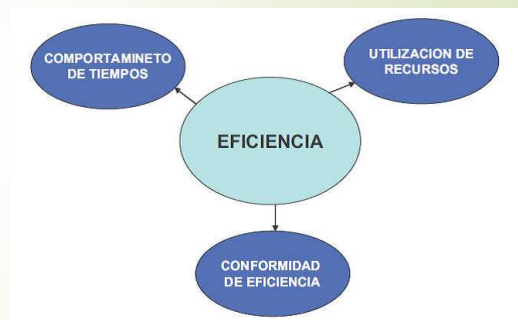 COMPORTAMINETO
DE TIEMPOS
UTILIZACION DE
RECURSOS
EFICIENCIA
CONFORMIDAD
DE EFICIENCIA